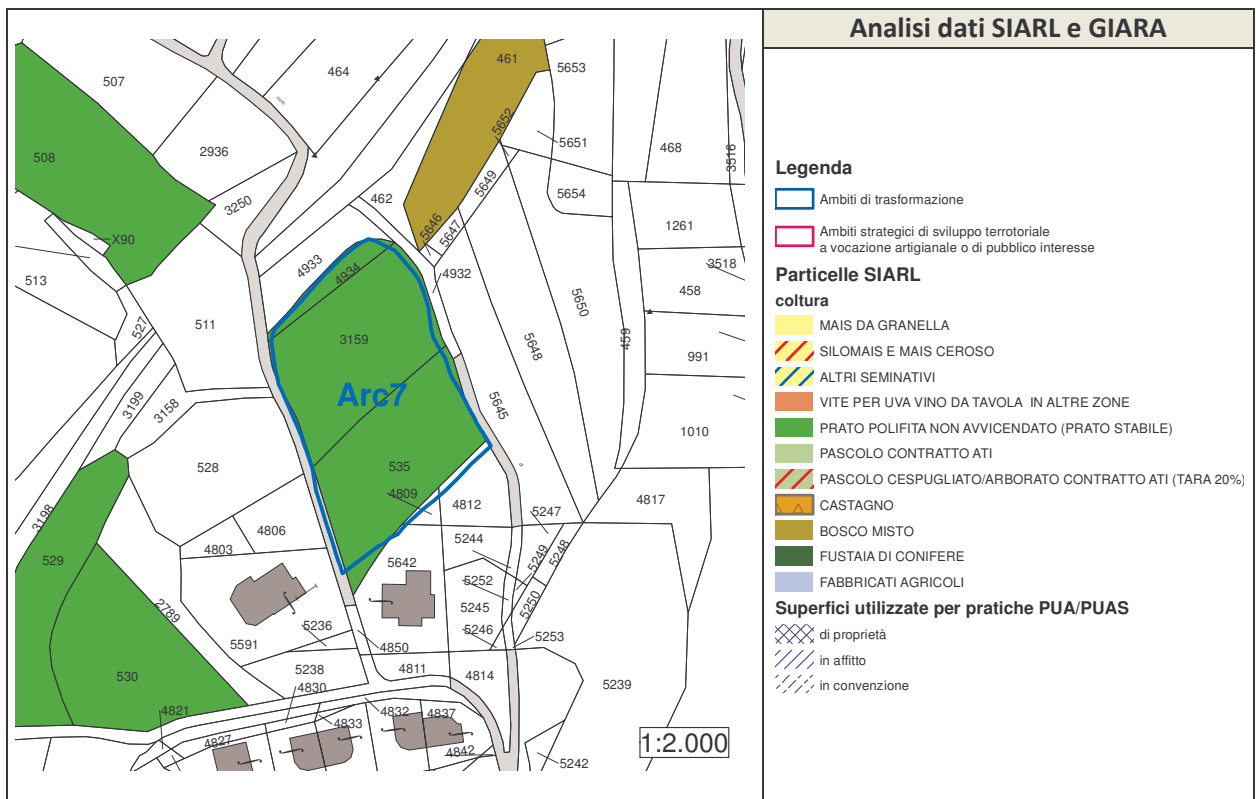 Analisi dati SIARL e GIARA
Legenda
Ambiti di trasformazione
Ambiti strategici di sviluppo terrotoriale
a vocazione artigianale o di pubblico interesse
Particelle SIARL
coltura
MAIS DA GRANELLA
SILOMAIS E MAIS CEROSO
ALTRI SEMINATIVI
VITE PER UVA VINO DA TAVOLA IN ALTRE ZONE
PRATO POLIFITA NON AVVICENDATO (PRATO STABILE)
PASCOLO CONTRATTO ATI
PASCOLO CESPUGLIATO/ARBORATO CONTRATTO ATI (TARA 20%)
CASTAGNO
BOSCO MISTO
FUSTAIA DI CONIFERE
FABBRICATI AGRICOLI
Superfici utilizzate per pratiche PUA/PUAS
di proprietà
in affitto
in convenzione
461
5653
464
507
5652
5651
468
3516
508
2936
5649
5654
462
3250
5646
5647
1261
X90
4933
4934
4932
3518
513
458
5650
511
527
459
3159
5648
991
Arc7
3199
3158
5645
1010
528
535
4809
4812
4817
3198
5247
4806
4803
5244
5249
5248
529
5642
5252
5250
2789
5245
5236
5246
5253
5591
4850
5238
4811
4814
530
5239
4830
4821
4832
4837
4833
4827
4842
5242
1:2.000